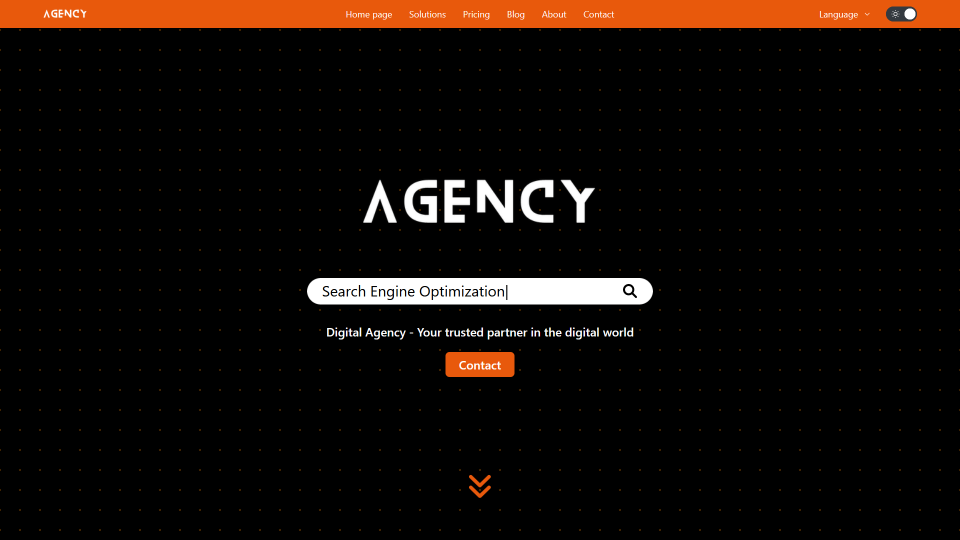 AGENCY
Home page Solutions Pricing Blog About Contact
Language
AGENCY
Search Engine Optimization|
Digital Agency - Your trusted partner in the digital world
Contact